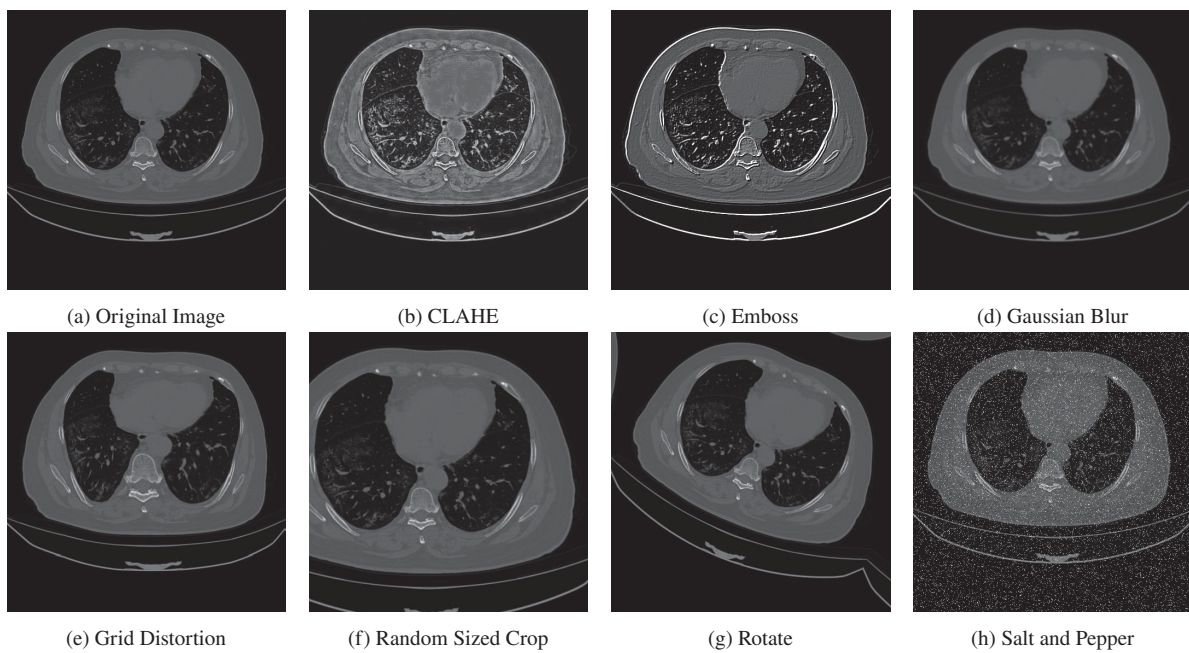 (a) Original Image
(b) CLAHE
(c) Emboss
(d) Gaussian Blur
(e) Grid Distortion
(f) Random Sized Crop
(g) Rotate
(h) Salt and Pepper